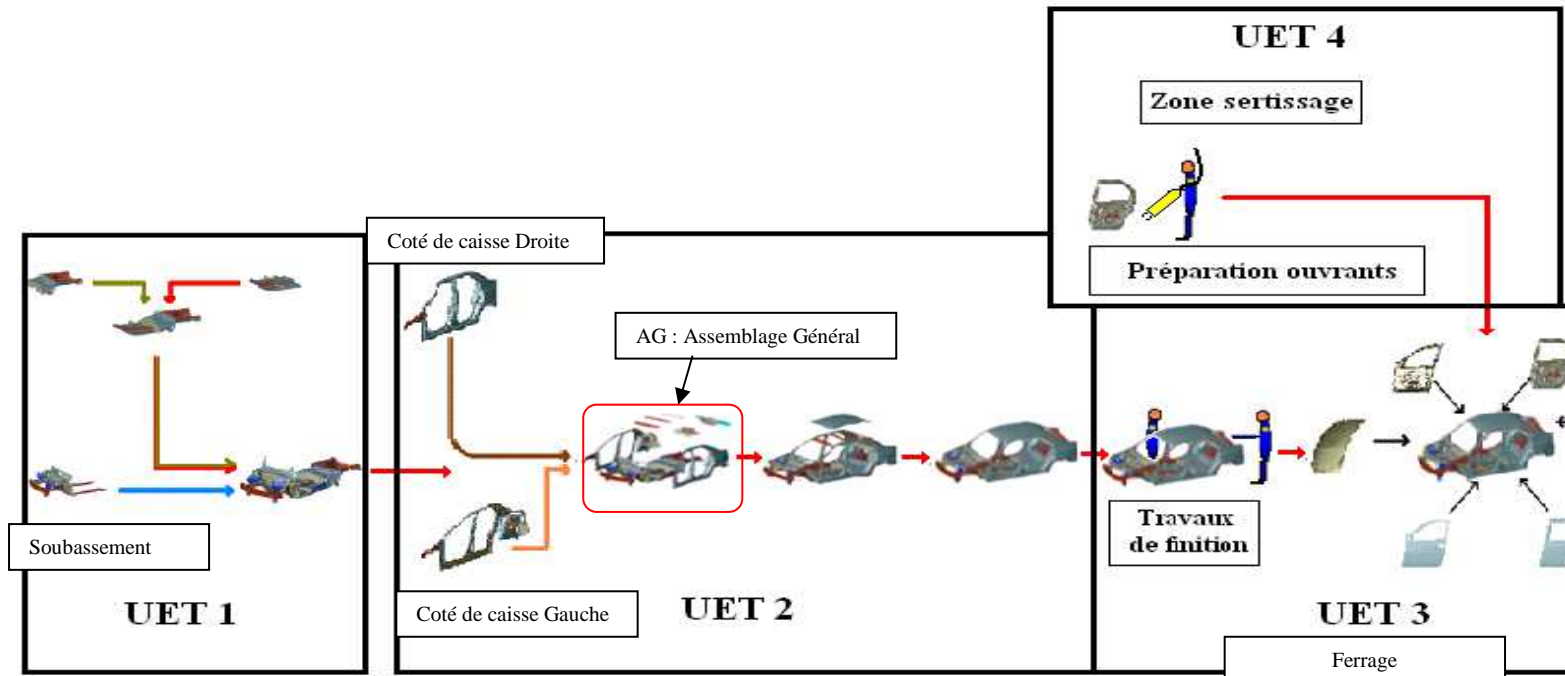 UET 4
Zone sertissage
Préparation ouvrants
Coté de caisse Droite
AG : Assemblage Général
Soubassement
UET 1
Coté de caisse Gauche
UET 2
Travaux
de finition
UET 3
Ferrage